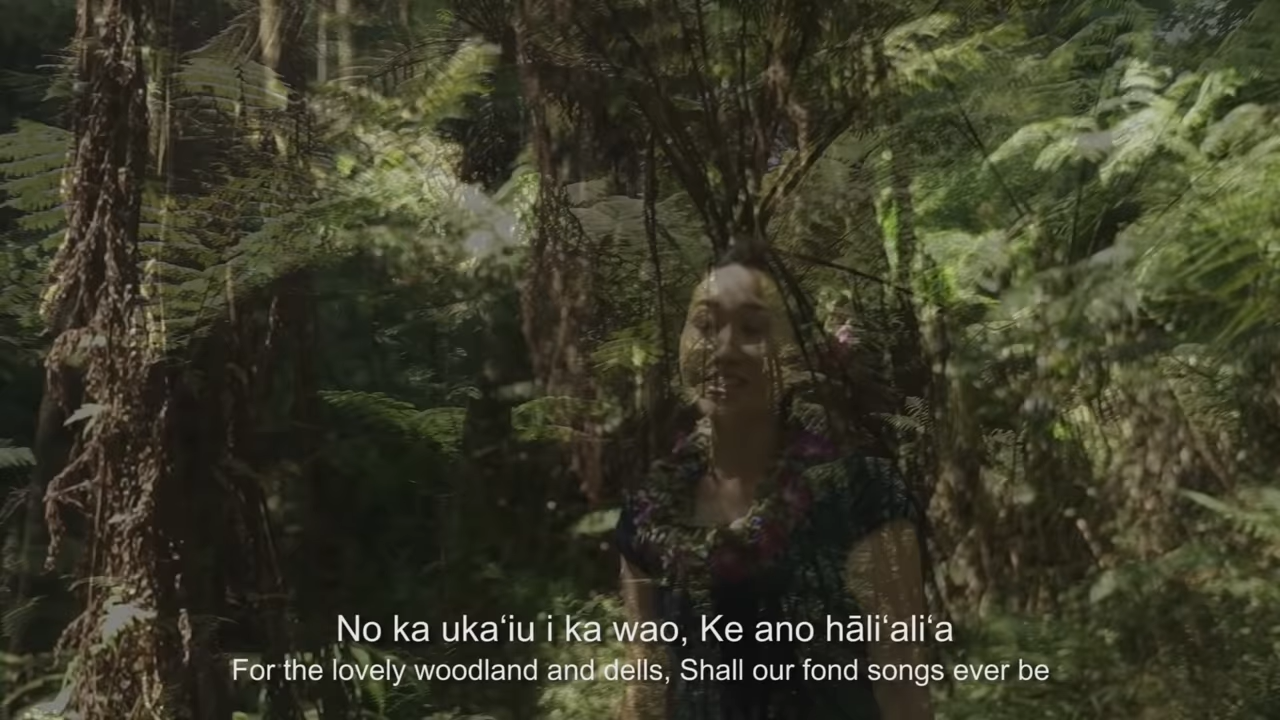 No ka ukaʻiu i ka wao, Ke ano hāliʻaliʻa
For the lovely woodland and dells, Shall our fond songs ever be